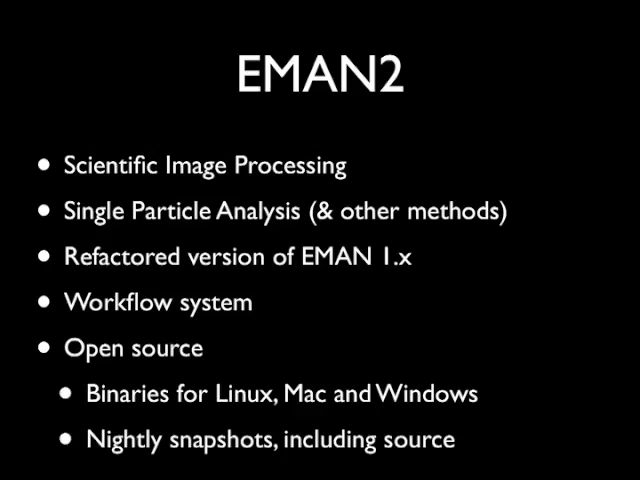 EMAN2
• Scientific Image Processing
• Single Particle Analysis (& other methods)
• Refactored version of EMAN 1.x
• Workflow system
• Open source
• Binaries for Linux, Mac and Windows
• Nightly snapshots, including source